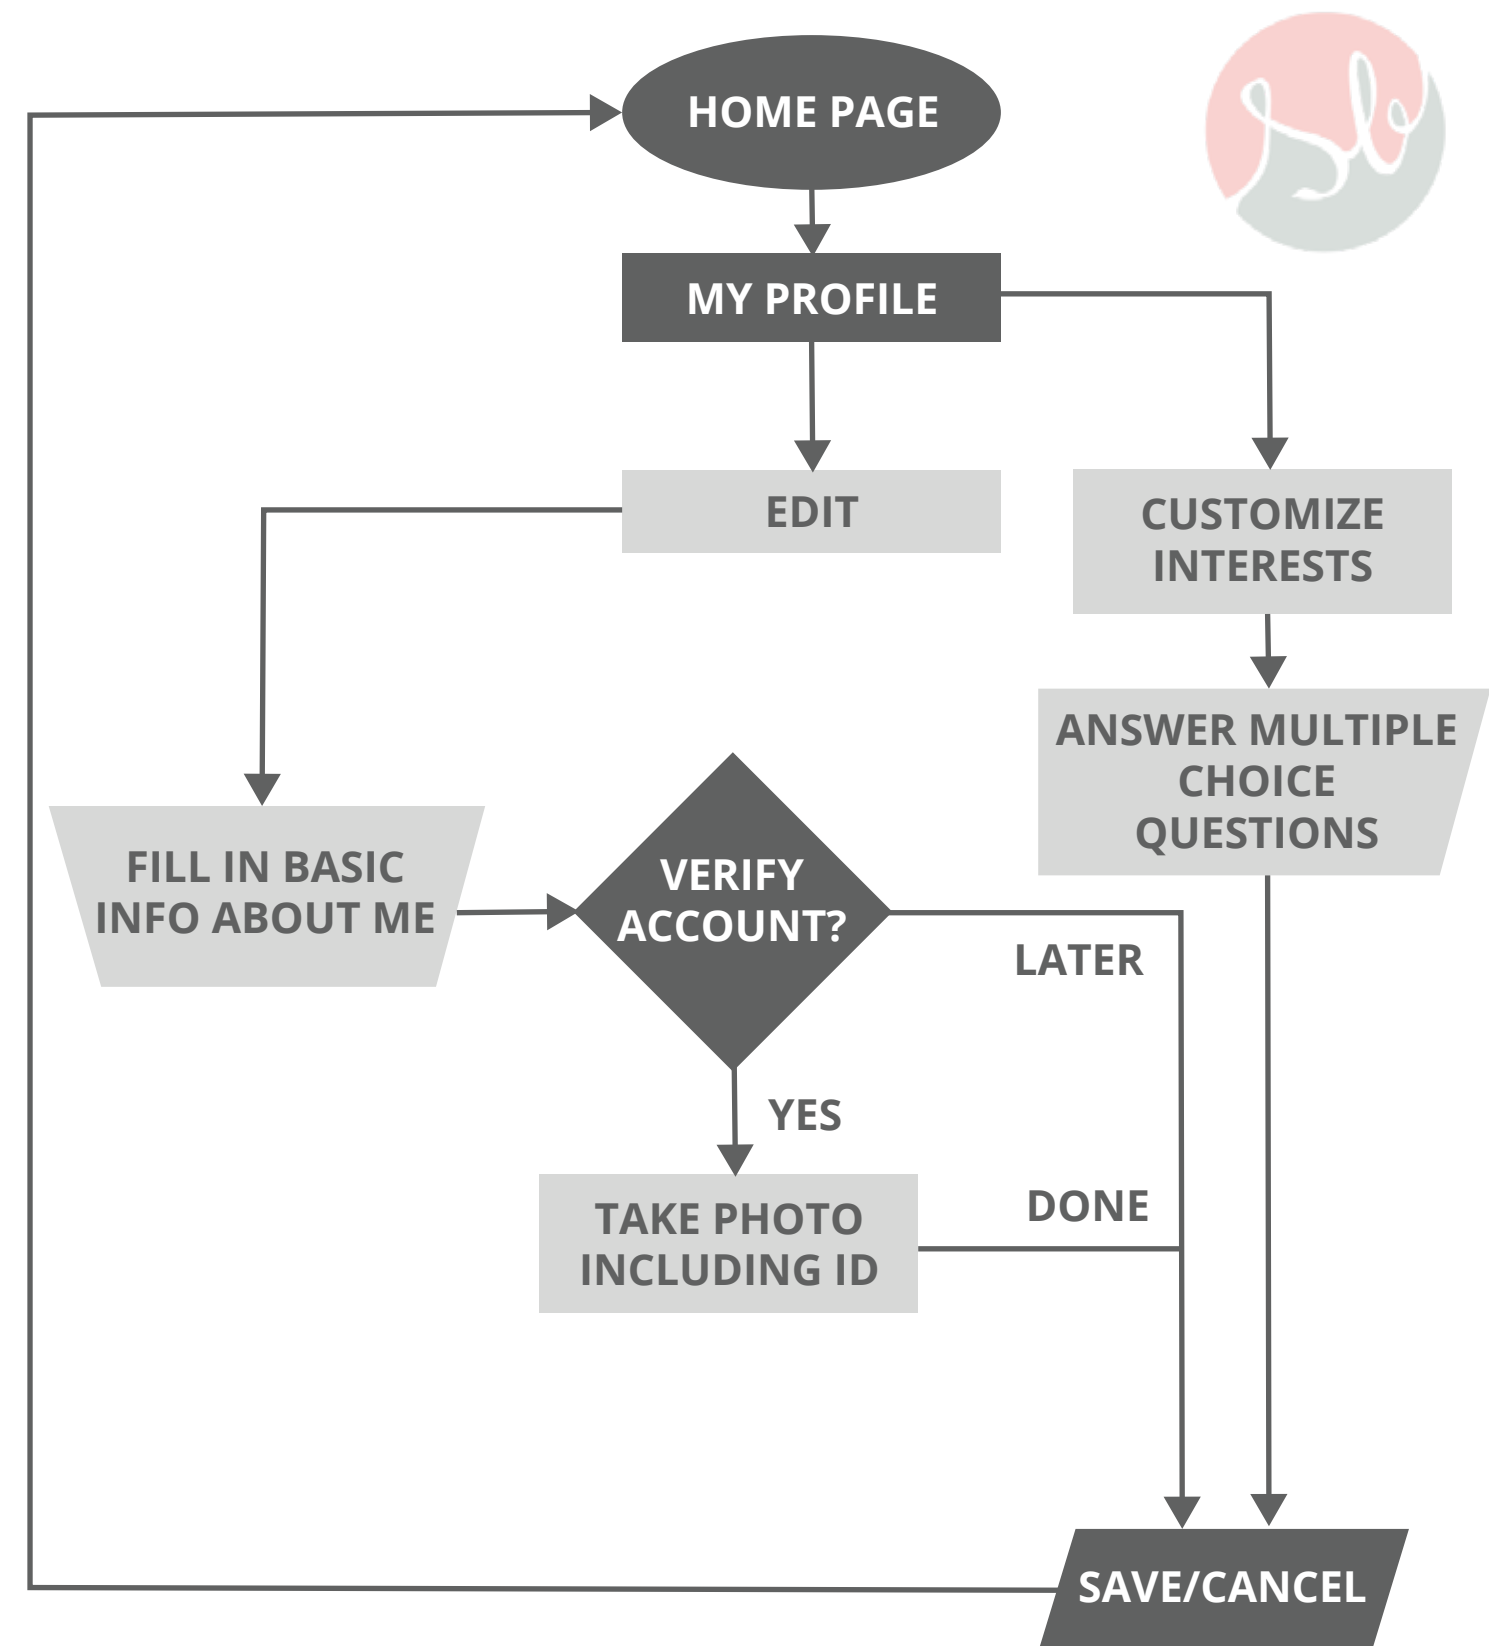 HOME PAGE
MY PROFILE
EDIT
CUSTOMIZE
INTERESTS
ANSWER MULTIPLE
CHOICE
QUESTIONS
FILL IN BASIC
INFO ABOUT ME
VERIFY
ACCOUNT?
LATER
YES
TAKE PHOTO
INCLUDING ID
DONE
SAVE/CANCEL